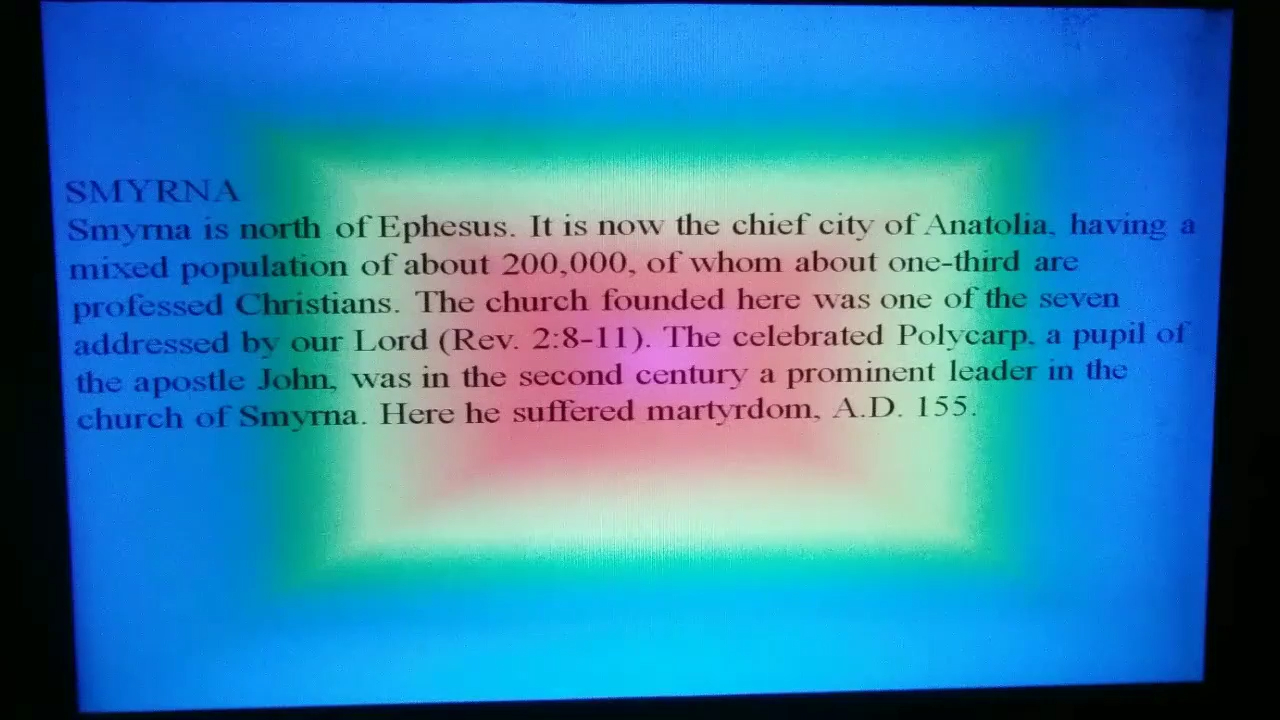 SMYRNA
Smyrna is north of Ephesus. It is now the chief city of Anatolia, having a
mixed population of about 200,000, of whom about one-third are
professed Christians. The church founded here was one of the seven
addressed by our Lord (Rev. 2:8-11). The celebrated Polycarp, a pupil of
the apostle John, was in the second century a prominent leader in the
church of Smyrna. Here he suffered martyrdom, A.D. 155.